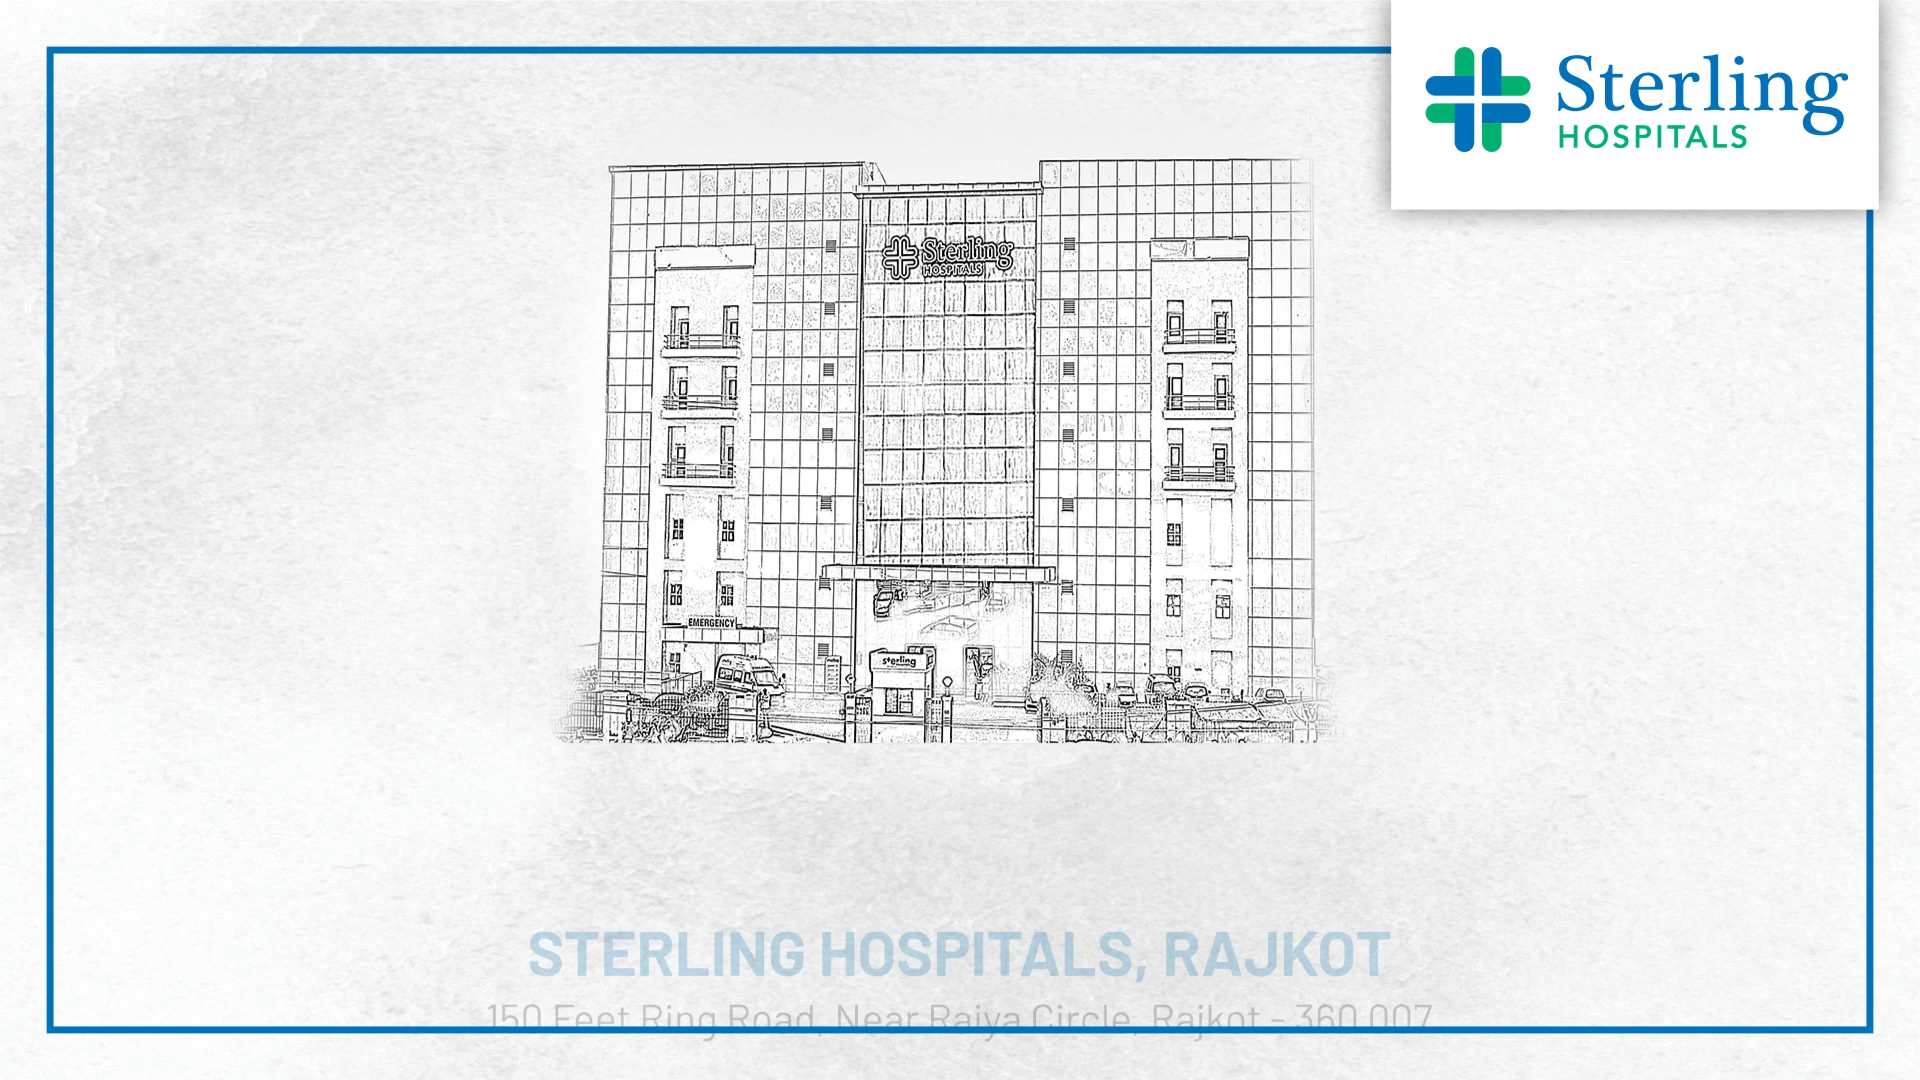 Sterling
HOSPITALS
Sterling
HOSPITALS
EMERGENCY
sterling
STERLING HOSPITALS, RAJKOT
150 Feet Ring Road, Near Raiya Circle, Rajkot - 360 007